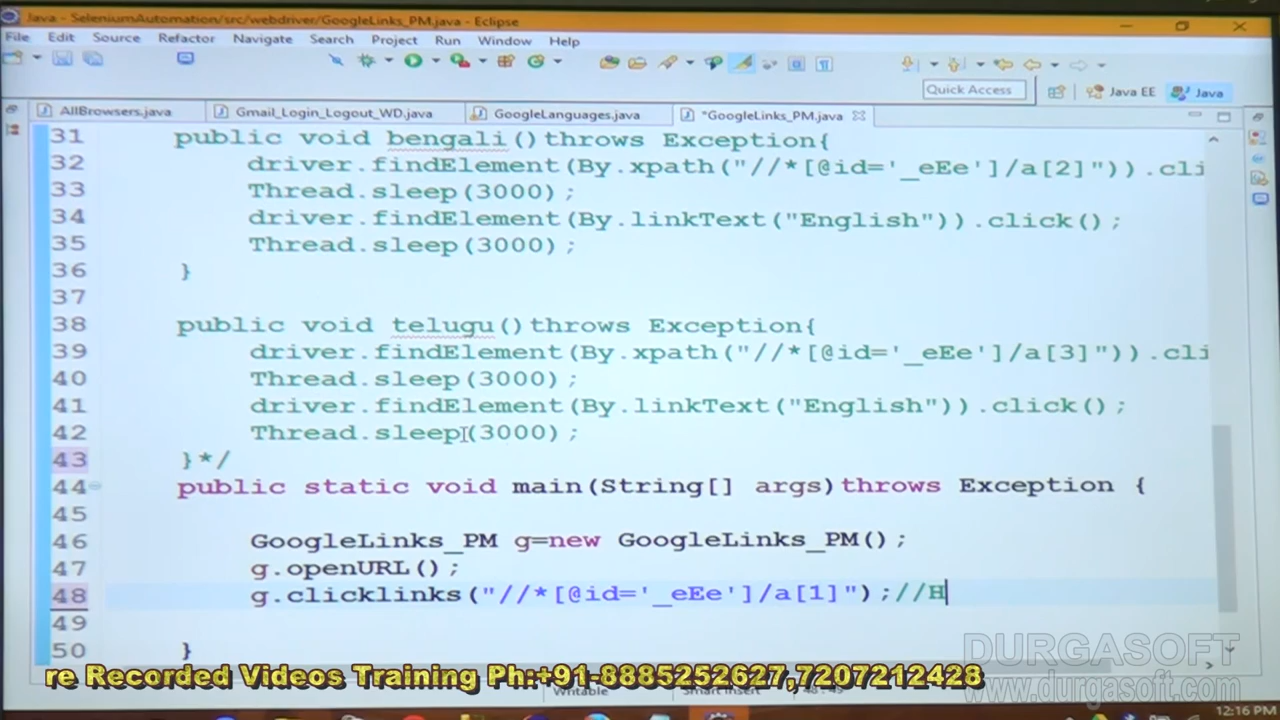 Java - SeleniumAutomation/src/webdriver/GoogleLinks_PM.java - Eclipse
File Edit Source Refactor Navigate Search Project Run Window Help
Quick Access Java EE Java
AllBrowsers.java Gmail_Login_Logout_WD.java GoogleLanguages.java *GoogleLinks_PM.java
31 public void bengali()throws Exception{
32 driver.findElement(By.xpath("//*[@id='_eEe']/a[2]")).cli
33 Thread.sleep(3000);
34 driver.findElement(By.linkText("English")).click();
35 Thread.sleep(3000);
36 }
37
38 public void telugu()throws Exception{
39 driver.findElement(By.xpath("//*[@id='_eEe']/a[3]")).cli
40 Thread.sleep(3000);
41 driver.findElement(By.linkText("English")).click();
42 Thread.sleep(3000);
43 }*/
44 public static void main(String[] args)throws Exception {
45
46 GoogleLinks_PM g=new GoogleLinks_PM();
47 g.openURL();
48 g.clicklinks("//*[@id='_eEe']/a[1]");//H
49
50 }
DURGASOFT
re Recorded Videos Training Ph:+91-8885252627,7207212428
www.durgasoft.com
Writable Smart Insert
12:16 PM